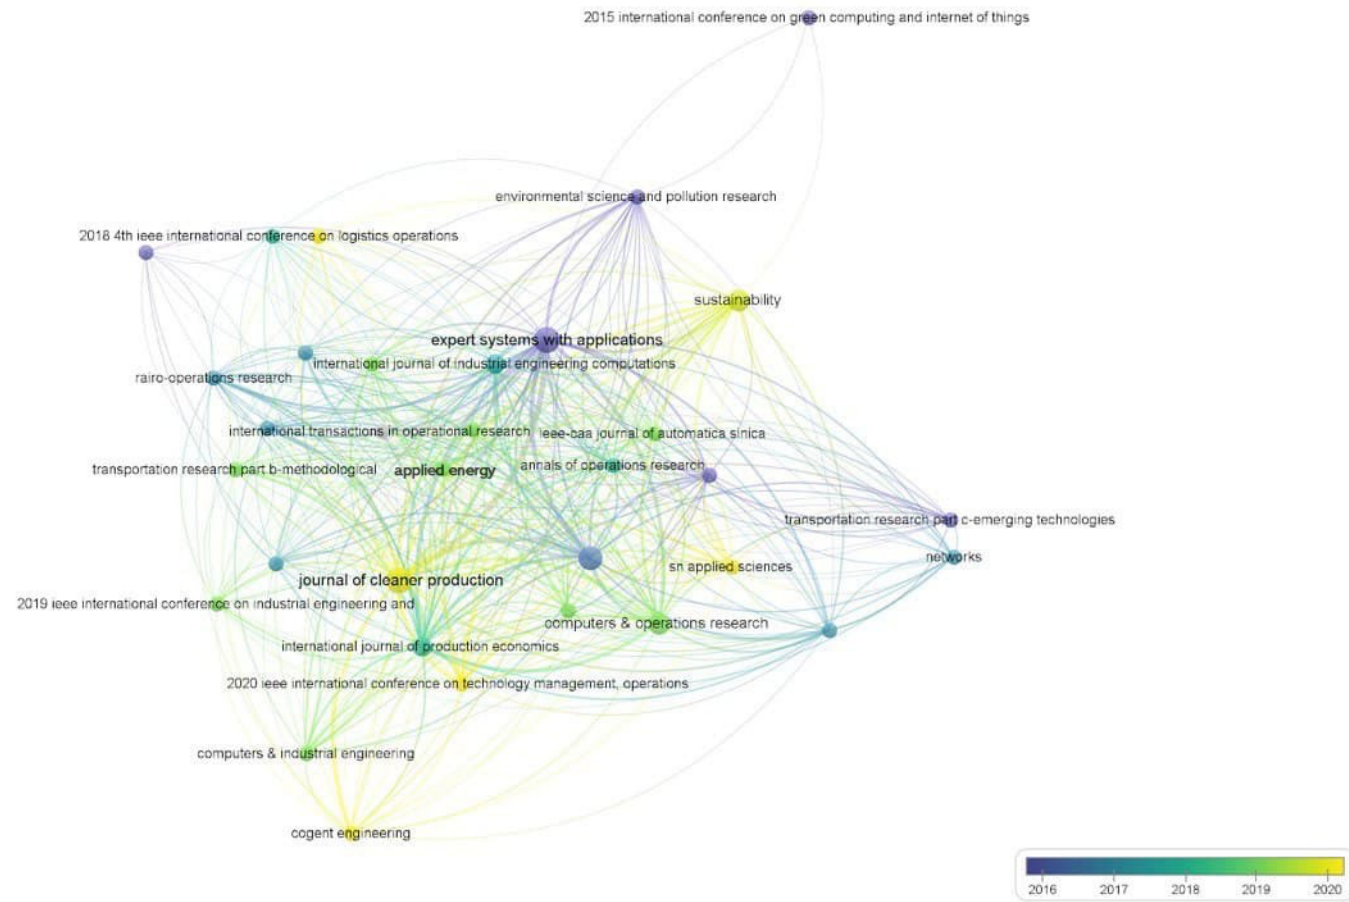 2015 international conference on green computing and internet of things
environmental science and pollution research
2018 4th ieee international conference on logistics operations
sustainability
expert systems with applications
international journal of industrial engineering computations
rairo-operations research
international transactions in operational research
ieee-caa journal of automatica sinica
transportation research part b-methodological
applied energy
annals of operations research
transportation research part c-emerging technologies
networks
sn applied sciences
journal of cleaner production
2019 ieee international conference on industrial engineering and
computers & operations research
international journal of production economics
2020 ieee international conference on technology management, operations
computers & industrial engineering
cogent engineering
2016 2017 2018 2019 2020